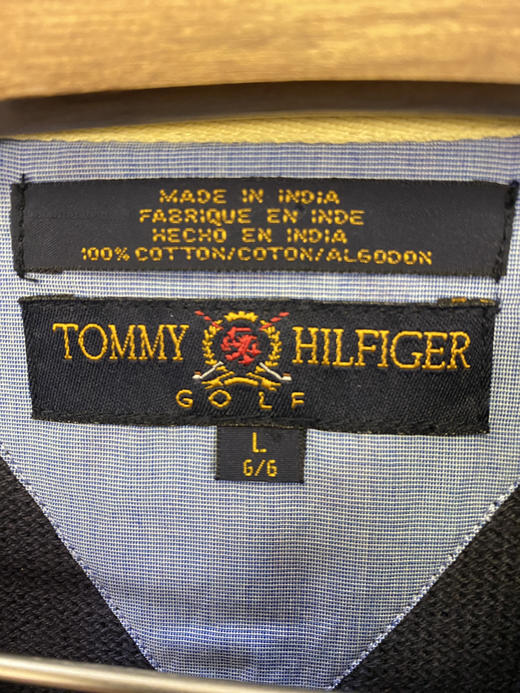 MADE IN INDIA
FABRIQUE EN INDE
HECHO EN INDIA
100% COTTON/COTON/ALGODON
TOMMY HILFIGER
GOLF
L
G/G